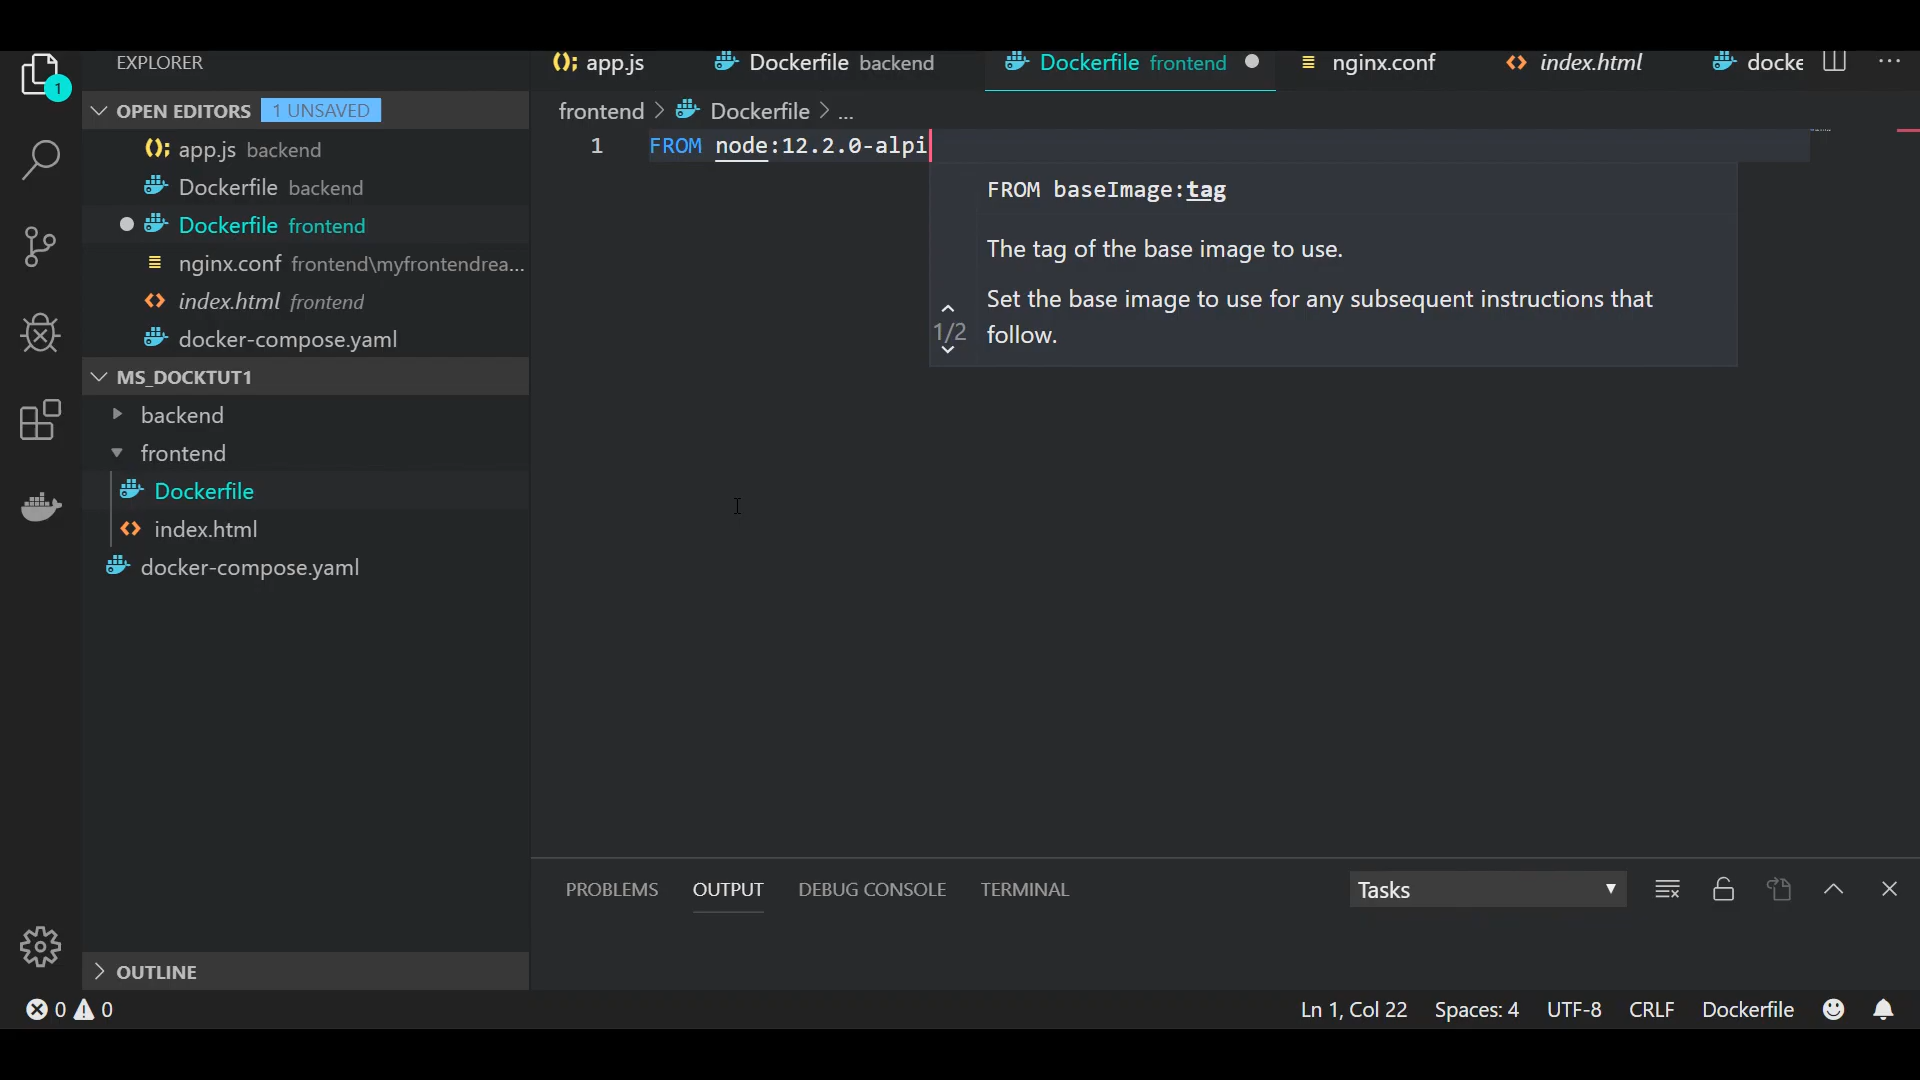 EXPLORER
app.js
Dockerfile backend
Dockerfile frontend
nginx.conf
index.html
docke
1
OPEN EDITORS 1 UNSAVED
app.js backend
Dockerfile backend
Dockerfile frontend
nginx.conf frontend\myfrontendrea...
index.html frontend
docker-compose.yaml
MS_DOCKTUT1
backend
frontend
Dockerfile
index.html
docker-compose.yaml
OUTLINE
frontend > Dockerfile > ...
1 FROM node:12.2.0-alpi
FROM baseImage:tag
The tag of the base image to use.
Set the base image to use for any subsequent instructions that
1/2
follow.
PROBLEMS OUTPUT DEBUG CONSOLE TERMINAL
Tasks
0 0
Ln 1, Col 22 Spaces: 4 UTF-8 CRLF Dockerfile